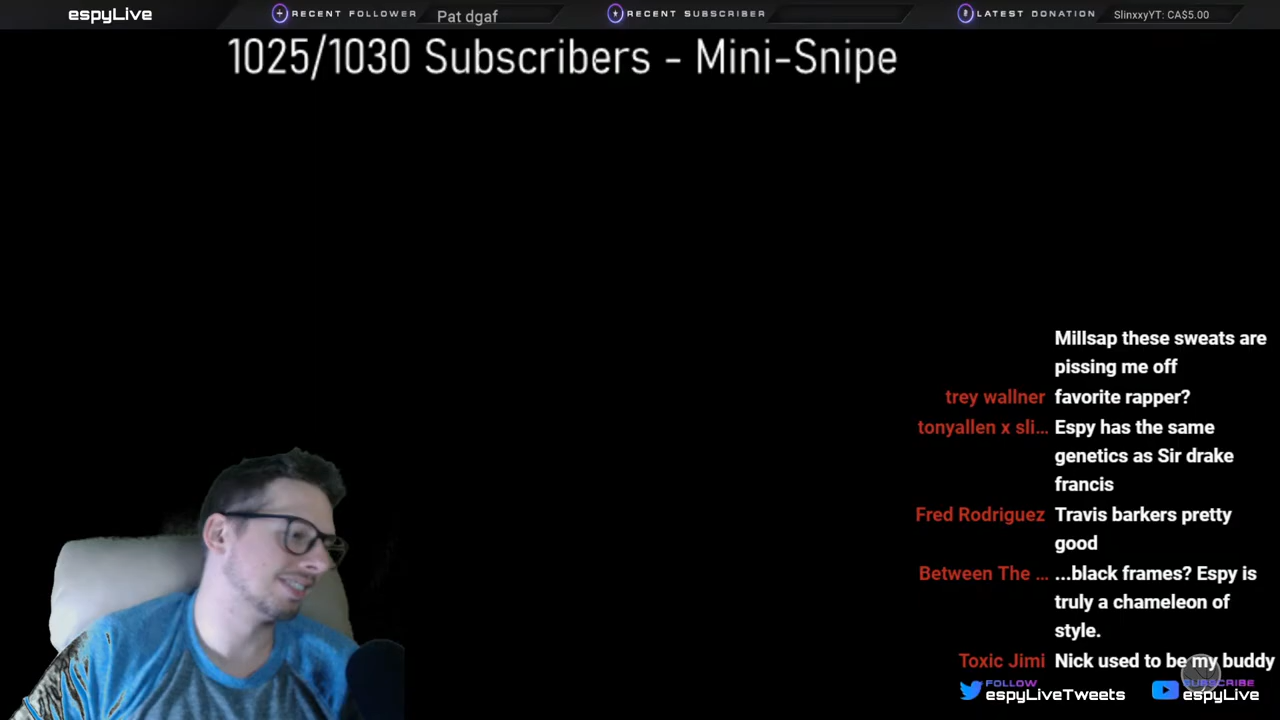 espyLive
RECENT FOLLOWER
Pat dgaf
RECENT SUBSCRIBER
LATEST DONATION
SlinxxyYT: CA$5.00
1025/1030 Subscribers - Mini-Snipe
Millsap these sweats are
pissing me off
trey wallner favorite rapper?
tonyallen x sli... Espy has the same
genetics as Sir drake
francis
Fred Rodriguez Travis barkers pretty
good
Between The ... ...black frames? Espy is
truly a chameleon of
style.
Toxic Jimi Nick used to be my buddy
FOLLOW
espyLiveTweets
SUBSCRIBE
espyLive